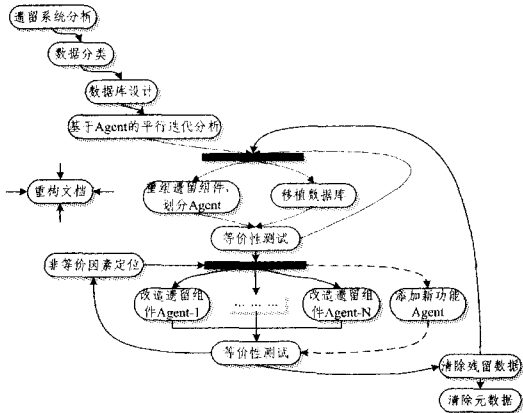 遗留系统分析
数据分类
数据库设计
基于Agent的平行迭代分析
重构文档
重组遗留组件、
划分Agent
移植数据库
等价性测试
非等价因素定位
改造遗留组
件Agent-1
… … …
改造遗留组
件Agent-N
添加新功能
Agent
等价性测试
清除残留数据
清除元数据